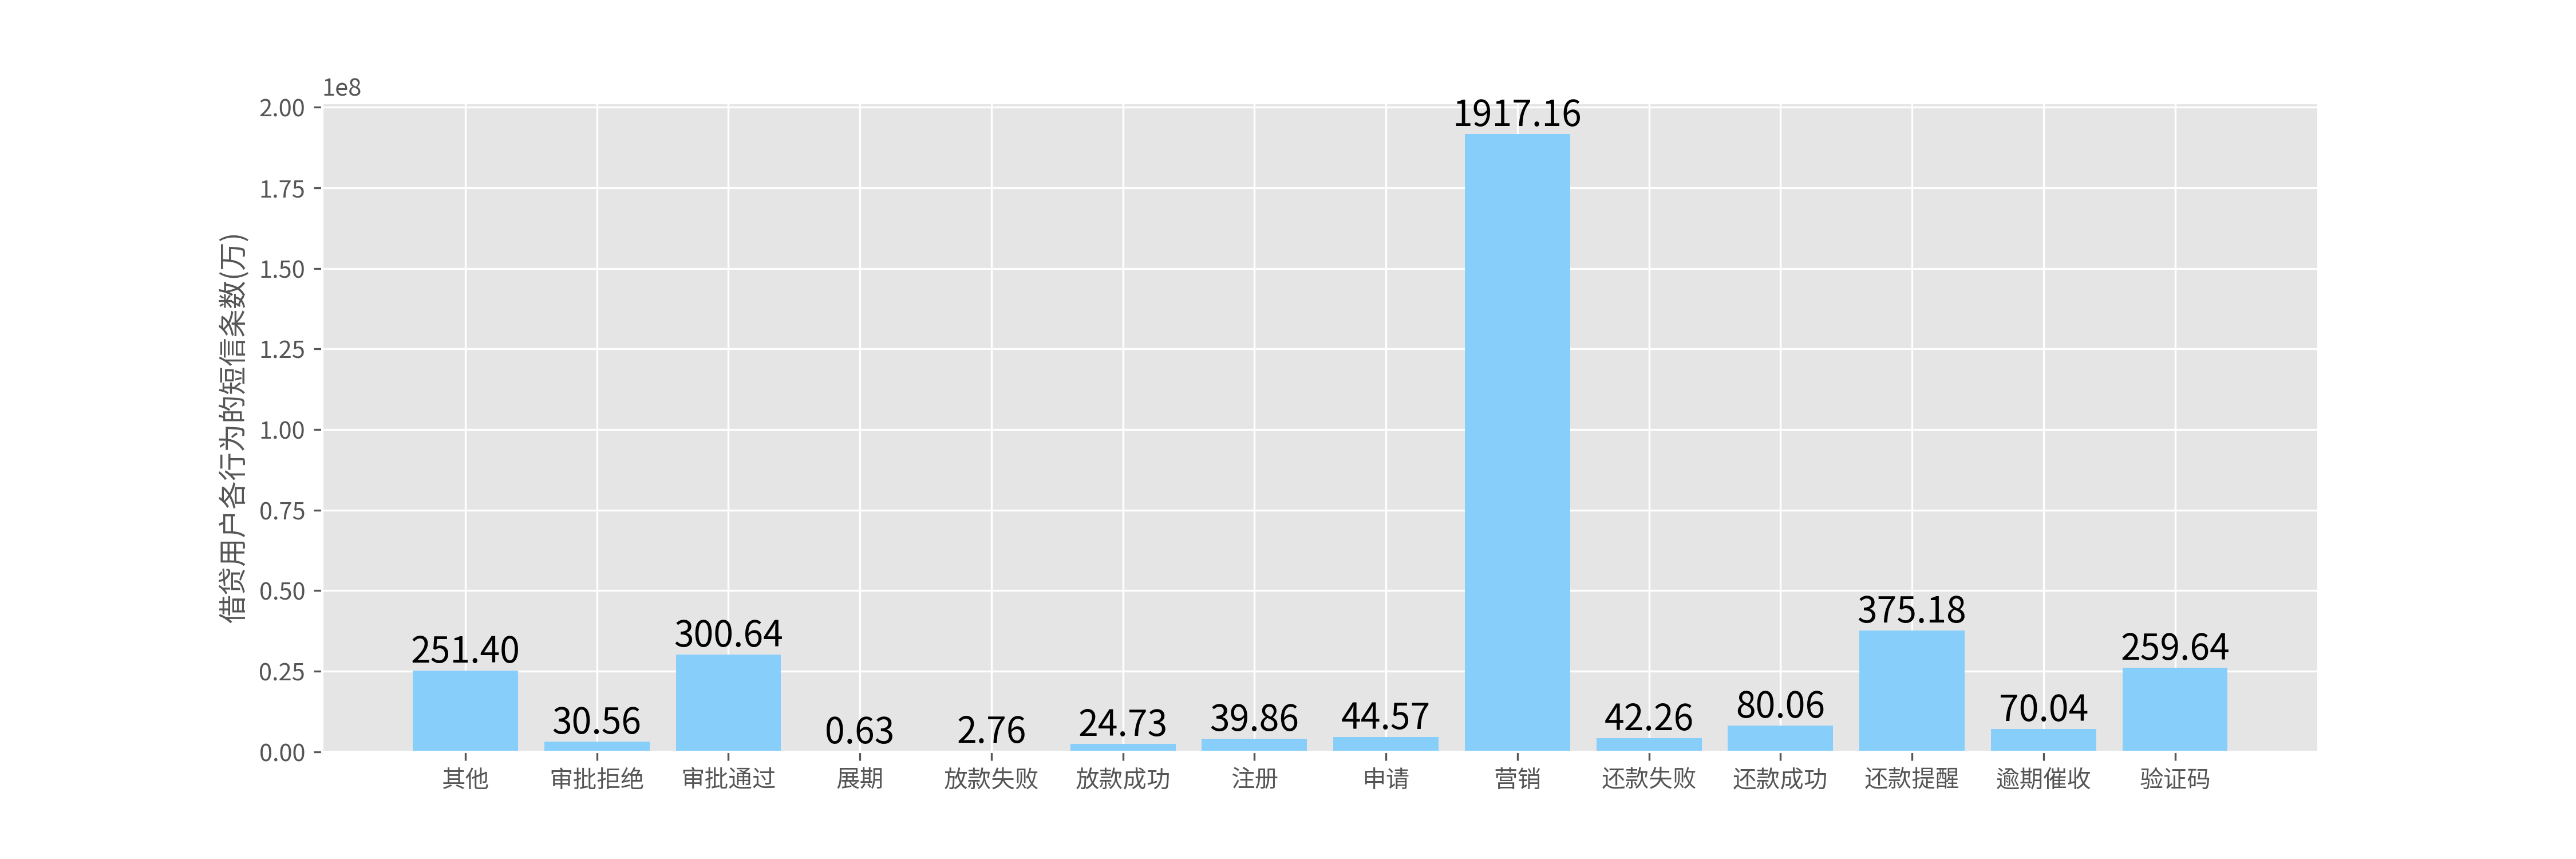 1e8
2.00
1.75
1.50
1.25
1.00
0.75
0.50
0.25
0.00
借贷用户各行为的短信条数(万)
251.40
30.56
300.64
0.63
2.76
24.73
39.86
44.57
1917.16
42.26
80.06
375.18
70.04
259.64
其他
审批拒绝
审批通过
展期
放款失败
放款成功
注册
申请
营销
还款失败
还款成功
还款提醒
逾期催收
验证码